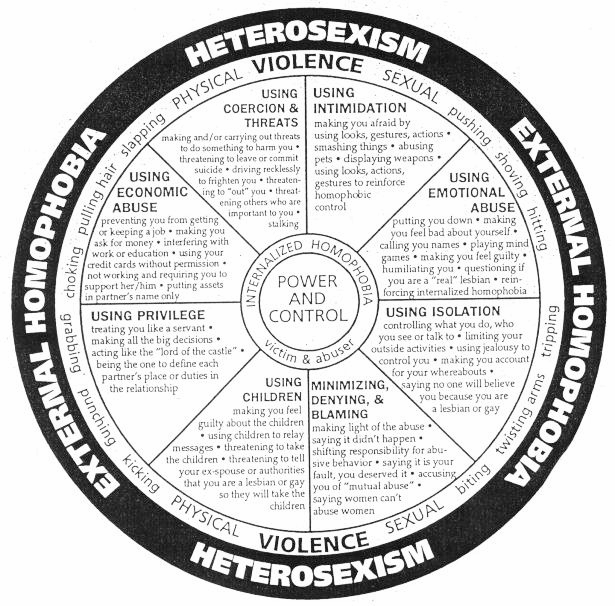 HETEROSEXISM
EXTERNAL HOMOPHOBIA
EXTERNAL HOMOPHOBIA
HETEROSEXISM
PHYSICAL VIOLENCE SEXUAL
pushing shoving hitting
tripping
twisting arms
biting
slapping
pulling hair
choking
grabbing
punching
kicking
PHYSICAL VIOLENCE SEXUAL
INTERNALIZED HOMOPHOBIA
POWER
AND
CONTROL
victim & abuser
USING
COERCION &
THREATS
making and/or carrying out threats
to do something to harm you •
threatening to leave or commit
suicide • driving recklessly
to frighten you • threaten-
ing to "out" you • threat-
ening others who are
important to you •
stalking
USING
INTIMIDATION
making you afraid by
using looks, gestures, actions •
smashing things • abusing
pets • displaying weapons •
using looks, actions,
gestures to reinforce
homophobic
control
USING
EMOTIONAL
ABUSE
putting you down • making
you feel bad about yourself •
calling you names • playing mind
games • making you feel guilty •
humiliating you • questioning if
you are a "real" lesbian • rein-
forcing internalized homophobia
USING ISOLATION
controlling what you do, who
you see or talk to • limiting your
outside activities • using jealousy to
control you • making you account
for your whereabouts •
saying no one will believe
you because you are
a lesbian or gay
MINIMIZING,
DENYING, &
BLAMING
making light of the abuse •
saying it didn't happen •
shifting responsibility for abu-
sive behavior • saying it is your
fault, you deserved it • accusing
you of "mutual abuse" •
saying women can't
abuse women
USING
CHILDREN
making you feel
guilty about the children
• using children to relay
messages • threatening to take
the children • threatening to tell
your ex-spouse or authorities
that you are a lesbian or gay
so they will take the
children
USING PRIVILEGE
treating you like a servant •
making all the big decisions •
acting like the "lord of the castle" •
being the one to define each
partner's place or duties in
the relationship
USING
ECONOMIC
ABUSE
preventing you from getting
or keeping a job • making you
ask for money • interfering with
work or education • using your
credit cards without permission •
not working and requiring you to
support her/him • putting assets
in partner's name only